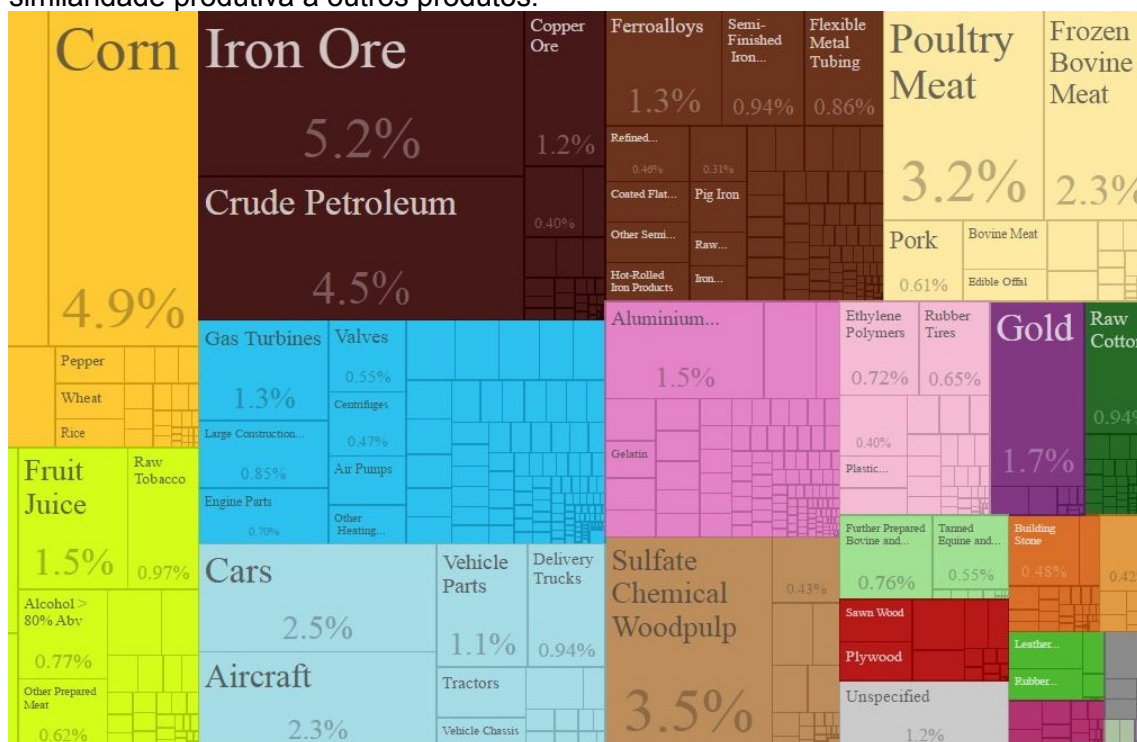 similaridade produtiva a outros produtos.
Corn
4.9%
Pepper
Wheat
Rice
Iron Ore
5.2%
Crude Petroleum
4.5%
Copper
Ore
1.2%
0.40%
Ferroalloys
1.3%
Semi-
Finished
Iron...
0.94%
Flexible
Metal
Tubing
0.86%
Refined...
0.46%
0.31%
Coated Flat...
Pig Iron
Other Semi...
Raw...
Hot-Rolled
Iron Products
Iron...
Poultry
Meat
3.2%
Frozen
Bovine
Meat
2.3%
Pork
0.61%
Bovine Meat
Edible Offal
Gas Turbines
1.3%
Valves
0.55%
Large Construction...
0.85%
Centrifuges
0.47%
Engine Parts
0.70%
Air Pumps
Other
Heating...
Aluminium...
1.5%
Gelatin
Ethylene
Polymers
0.72%
Rubber
Tires
0.65%
0.40%
Plastic...
Gold
1.7%
Raw
Cotton
0.94%
Fruit
Juice
1.5%
Raw
Tobacco
0.97%
Alcohol >
80% Abv
0.77%
Other Prepared
Meat
0.62%
Cars
2.5%
Aircraft
2.3%
Vehicle
Parts
1.1%
Delivery
Trucks
0.94%
Tractors
Vehicle Chassis
Sulfate
Chemical
Woodpulp
3.5%
0.43%
Further Prepared
Bovine and...
0.76%
Tanned
Equine and...
0.55%
Building
Stone
0.48%
Sawn Wood
Plywood
Unspecified
1.2%
Leather...
Rubber...